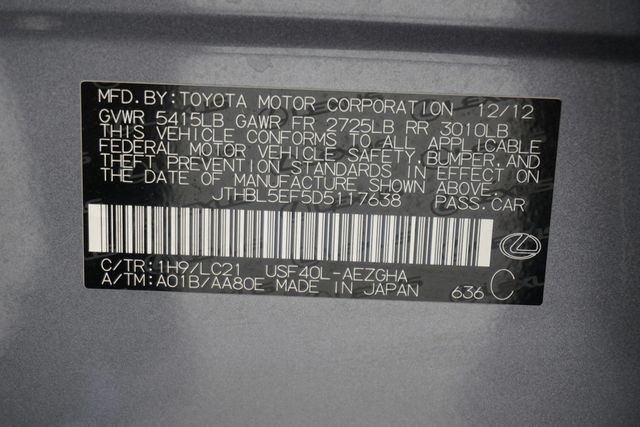 MFD.BY:TOYOTA MOTOR CORPORATION 12/12
GVWR 5415LB GAWR FR 2725LB RR 3010LB
THIS VEHICLE CONFORMS TO ALL APPLICABLE
FEDERAL MOTOR VEHICLE SAFETY,BUMPER,AND
THEFT PREVENTION STANDARDS IN EFFECT ON
THE DATE OF MANUFACTURE SHOWN ABOVE.
JTHBL5EF5D5117638 PASS.CAR
C/TR:1H9/LC21 USF40L-AEZGHA
A/TM:A01B/AA80E MADE IN JAPAN 636 C